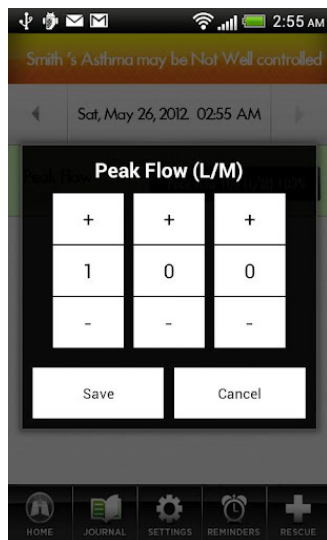 2:55 AM
Smith 's Asthma may be Not Well controlled
Sat, May 26, 2012 02:55 AM
Peak Flow (L/M)
+ + +
1 0 0
- - -
Save Cancel
HOME JOURNAL SETTINGS REMINDERS RESCUE